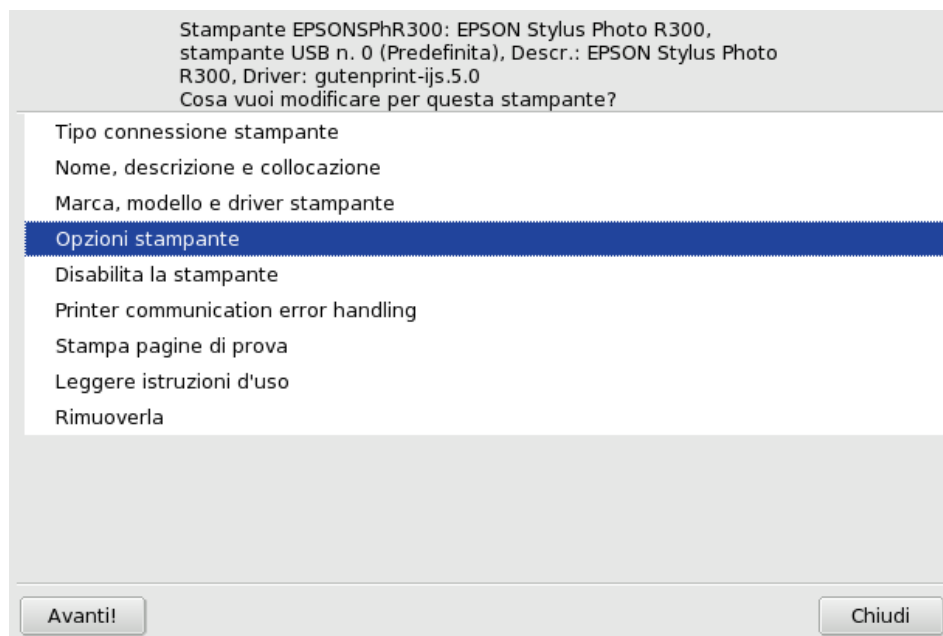 Stampante EPSONSPhR300: EPSON Stylus Photo R300,
stampante USB n. 0 (Predefinita), Descr.: EPSON Stylus Photo
R300, Driver: gutenprint-ijs.5.0
Cosa vuoi modificare per questa stampante?
Tipo connessione stampante
Nome, descrizione e collocazione
Marca, modello e driver stampante
Opzioni stampante
Disabilita la stampante
Printer communication error handling
Stampa pagine di prova
Leggere istruzioni d'uso
Rimuoverla
Avanti!
Chiudi